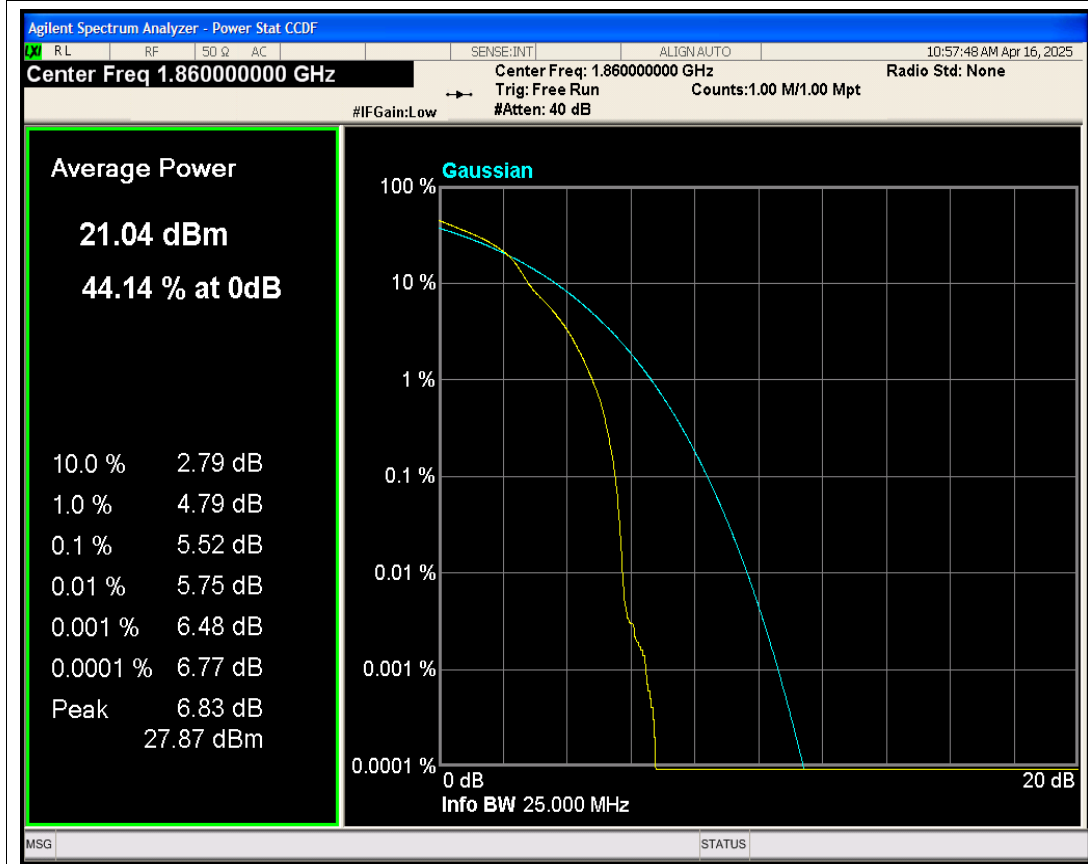 Agilent Spectrum Analyzer - Power Stat CCDF
LXI RL RF 50 Ω AC SENSE:INT ALIGNAUTO 10:57:48 AM Apr 16, 2025
Center Freq 1.860000000 GHz
Center Freq: 1.860000000 GHz Radio Std: None
Trig: Free Run Counts:1.00 M/1.00 Mpt
#IFGain:Low #Atten: 40 dB
Average Power
21.04 dBm
44.14 % at 0dB
10.0 % 2.79 dB
1.0 % 4.79 dB
0.1 % 5.52 dB
0.01 % 5.75 dB
0.001 % 6.48 dB
0.0001 % 6.77 dB
Peak 6.83 dB
27.87 dBm
Gaussian
100 %
10 %
1 %
0.1 %
0.01 %
0.001 %
0.0001 %
0 dB 20 dB
Info BW 25.000 MHz
MSG STATUS